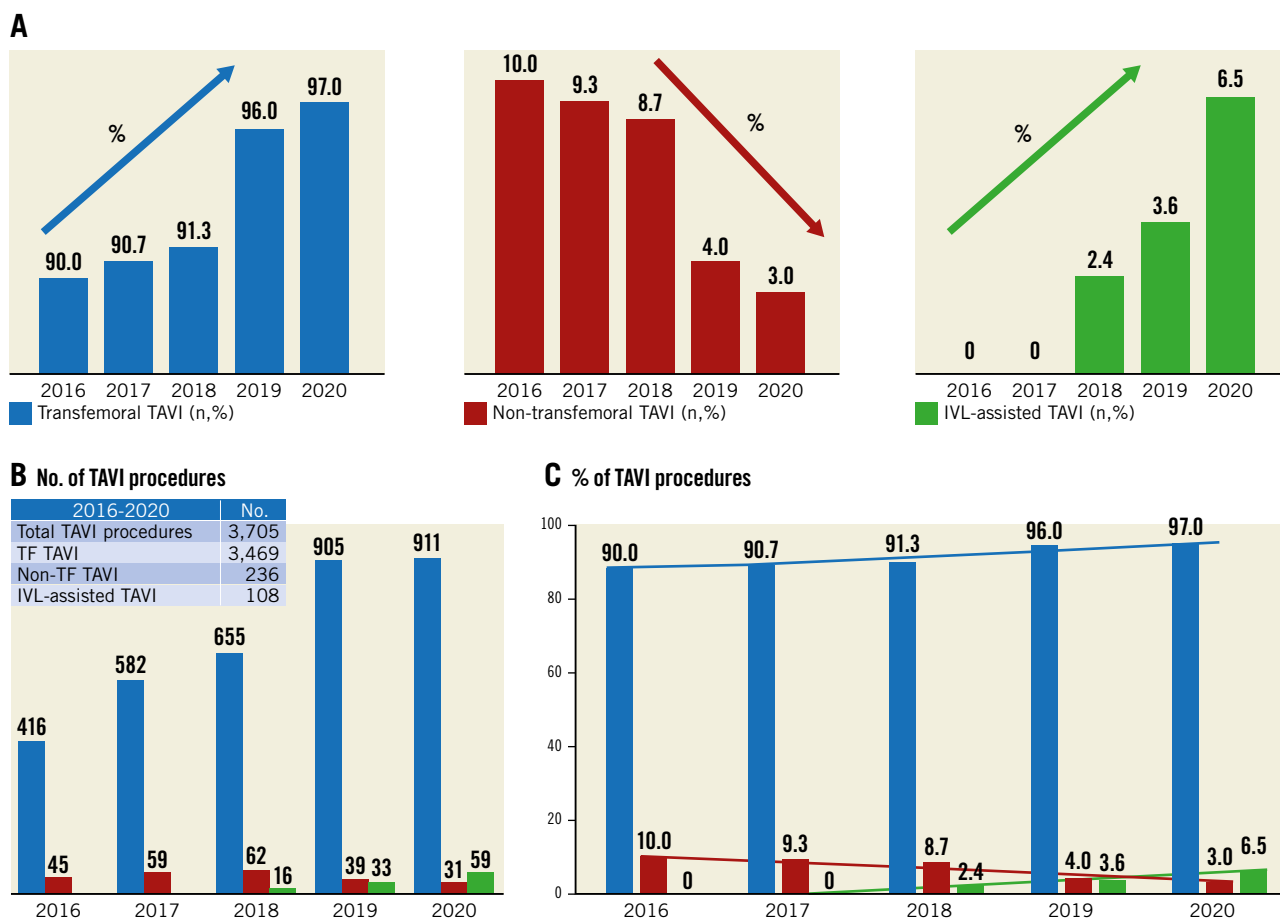 A
90.0
90.7
91.3
96.0
97.0
%
2016 2017 2018 2019 2020
Transfemoral TAVI (n,%)
10.0
9.3
8.7
4.0
3.0
%
2016 2017 2018 2019 2020
Non-transfemoral TAVI (n,%)
0
0
2.4
3.6
6.5
%
2016 2017 2018 2019 2020
IVL-assisted TAVI (n,%)
B No. of TAVI procedures
2016-2020 No.
Total TAVI procedures 3,705
TF TAVI 3,469
Non-TF TAVI 236
IVL-assisted TAVI 108
416 45
582 59
655 62 16
905 39 33
911 31 59
2016 2017 2018 2019 2020
C % of TAVI procedures
100
80
60
40
20
0
90.0 10.0 0
90.7 9.3 0
91.3 8.7 2.4
96.0 4.0 3.6
97.0 3.0 6.5
2016 2017 2018 2019 2020